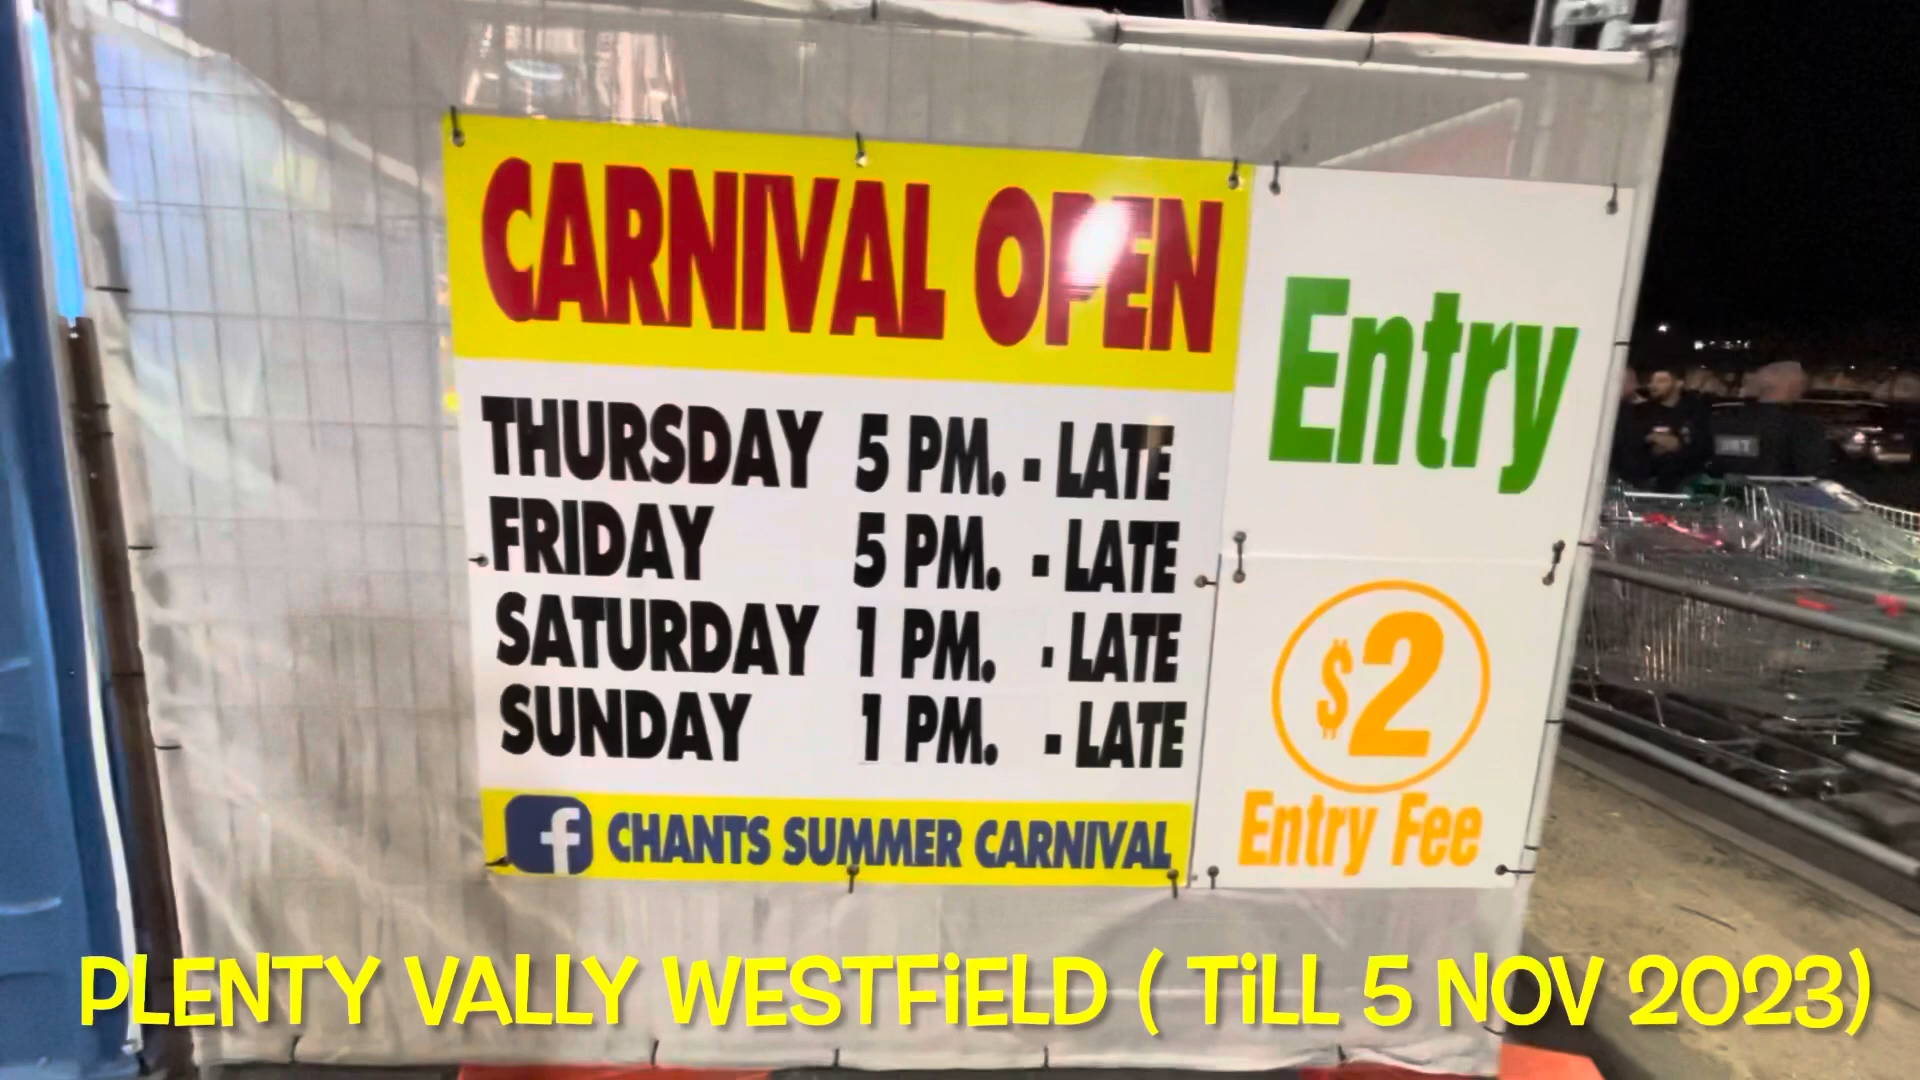 CARNIVAL OPEN
THURSDAY 5 PM. - LATE
FRIDAY 5 PM. - LATE
SATURDAY 1 PM. - LATE
SUNDAY 1 PM. - LATE
f CHANTS SUMMER CARNIVAL
Entry
$2
Entry Fee
PLENTY VALLY WESTFiELD ( TiLL 5 NOV 2023)